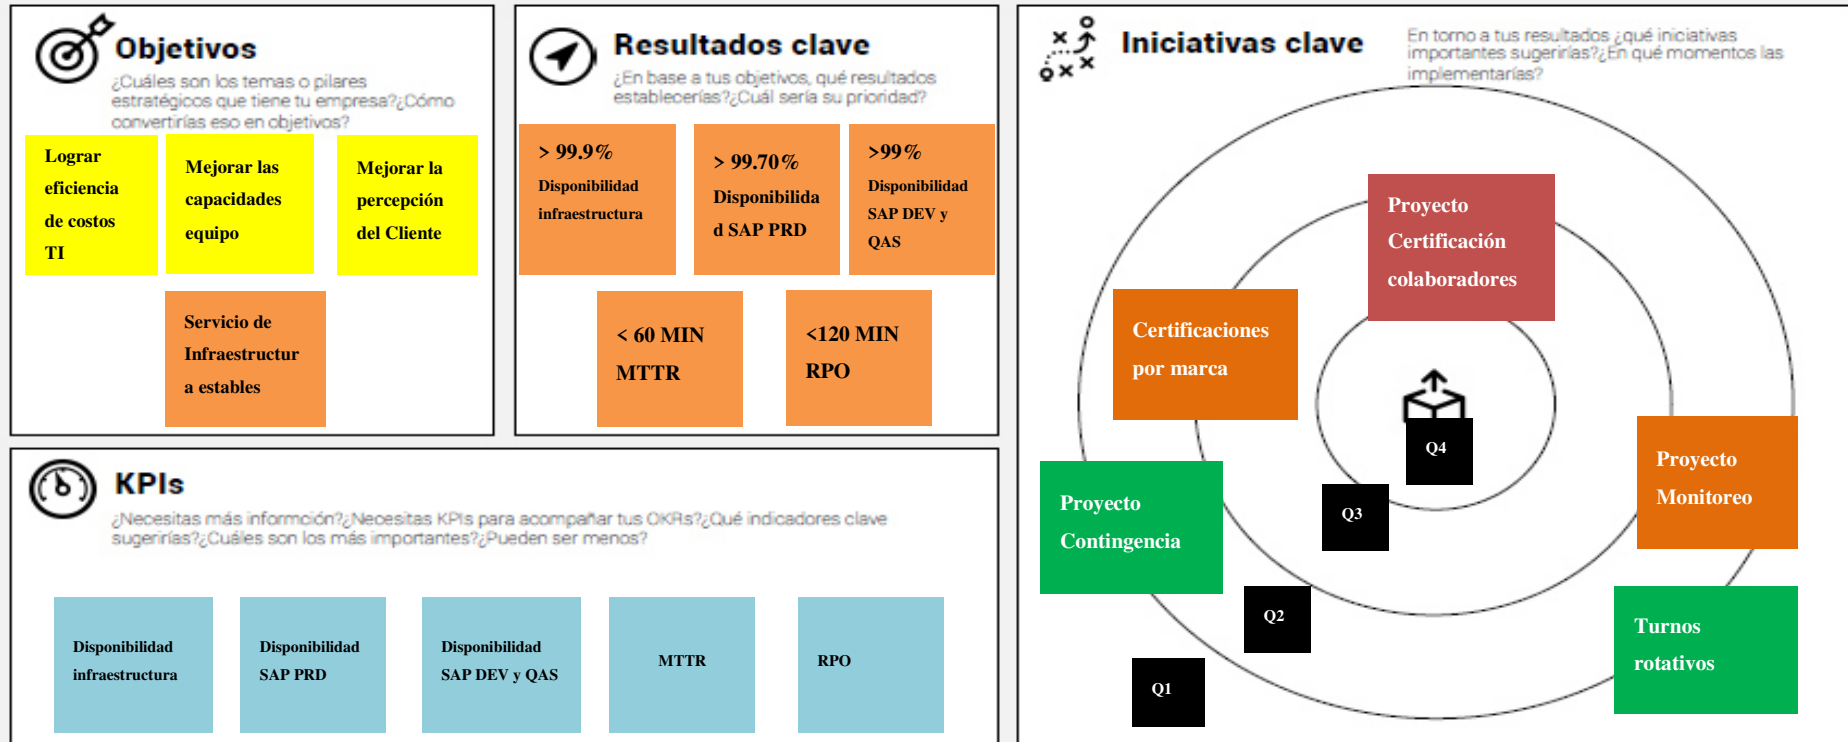 Objetivos
¿Cuáles son los temas o pilares
estratégicos que tiene tu empresa?¿Cómo
convertirías eso en objetivos?
Lograr
eficiencia
de costos
TI
Mejorar las
capacidades
equipo
Mejorar la
percepción
del Cliente
Servicio de
Infraestructur
a estables
Resultados clave
¿En base a tus objetivos, qué resultados
establecerías?¿Cuál sería su prioridad?
> 99.9%
Disponibilidad
infraestructura
> 99.70%
Disponibilida
d SAP PRD
>99%
Disponibilidad
SAP DEV y
QAS
< 60 MIN
MTTR
<120 MIN
RPO
KPIs
¿Necesitas más informción?¿Necesitas KPIs para acompañar tus OKRs?¿Qué indicadores clave
sugerirías?¿Cuáles son los más importantes?¿Pueden ser menos?
Disponibilidad
infraestructura
Disponibilidad
SAP PRD
Disponibilidad
SAP DEV y QAS
MTTR
RPO
Iniciativas clave
En torno a tus resultados ¿qué iniciativas
importantes sugerirías?¿En qué momentos las
implementarías?
Proyecto
Certificación
colaboradores
Certificaciones
por marca
Q4
Proyecto
Monitoreo
Proyecto
Contingencia
Q3
Q2
Turnos
rotativos
Q1